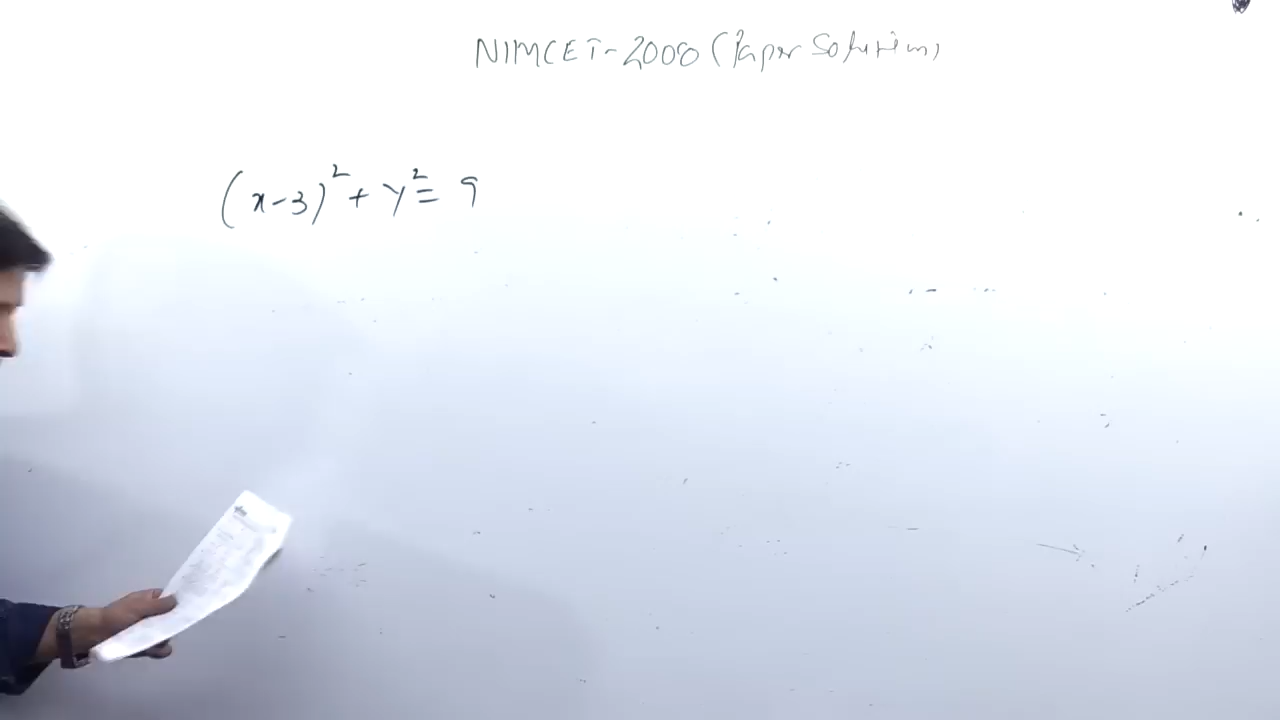 NIMCET-2008 (Paper Solution)
(x-3)² + y² = 9